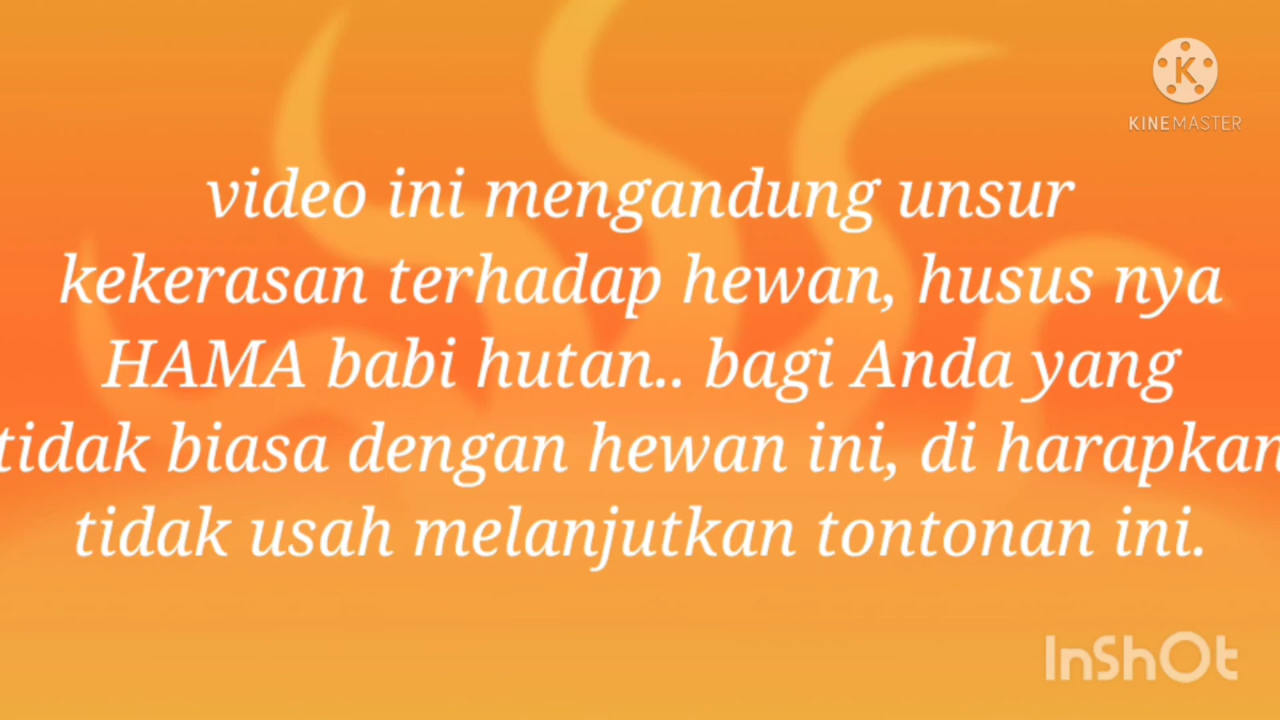 K
KINEMASTER
video ini mengandung unsur
kekerasan terhadap hewan, husus nya
HAMA babi hutan.. bagi Anda yang
tidak biasa dengan hewan ini, di harapkan
tidak usah melanjutkan tontonan ini.
InShOt